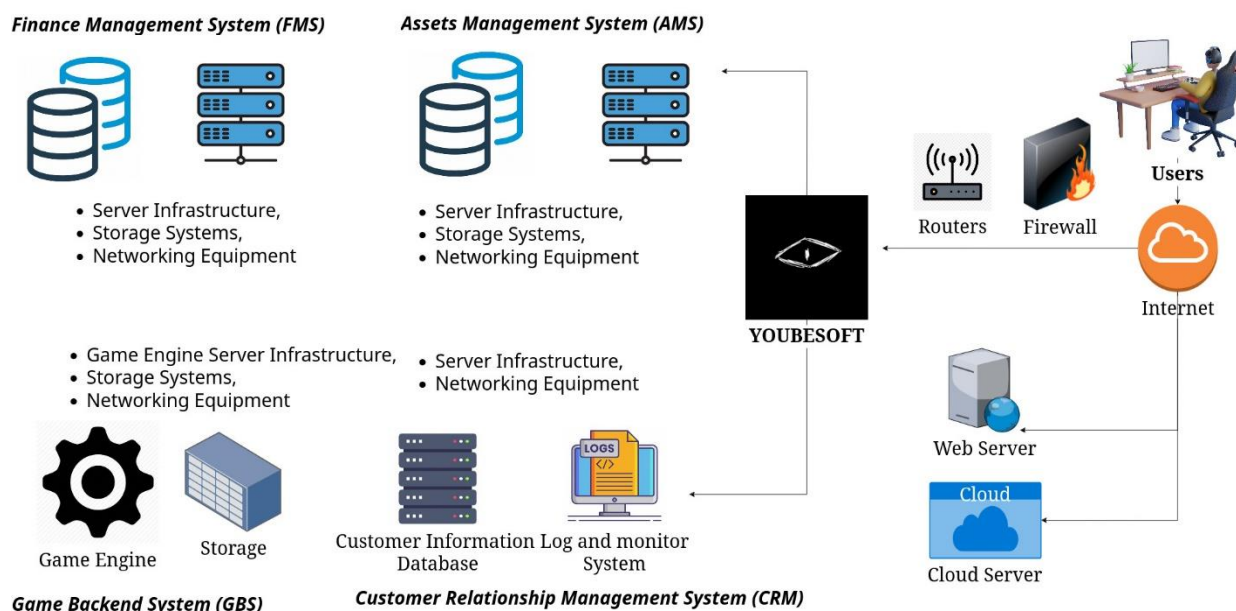 Finance Management System (FMS)
Assets Management System (AMS)
• Server Infrastructure,
• Storage Systems,
• Networking Equipment
• Server Infrastructure,
• Storage Systems,
• Networking Equipment
Routers
Firewall
Users
Internet
YOUBESOFT
• Game Engine Server Infrastructure,
• Storage Systems,
• Networking Equipment
• Server Infrastructure,
• Networking Equipment
Web Server
LOGS
</>
Cloud
Cloud Server
Game Engine
Storage
Customer Information
Database
Log and monitor
System
Game Backend System (GBS)
Customer Relationship Management System (CRM)